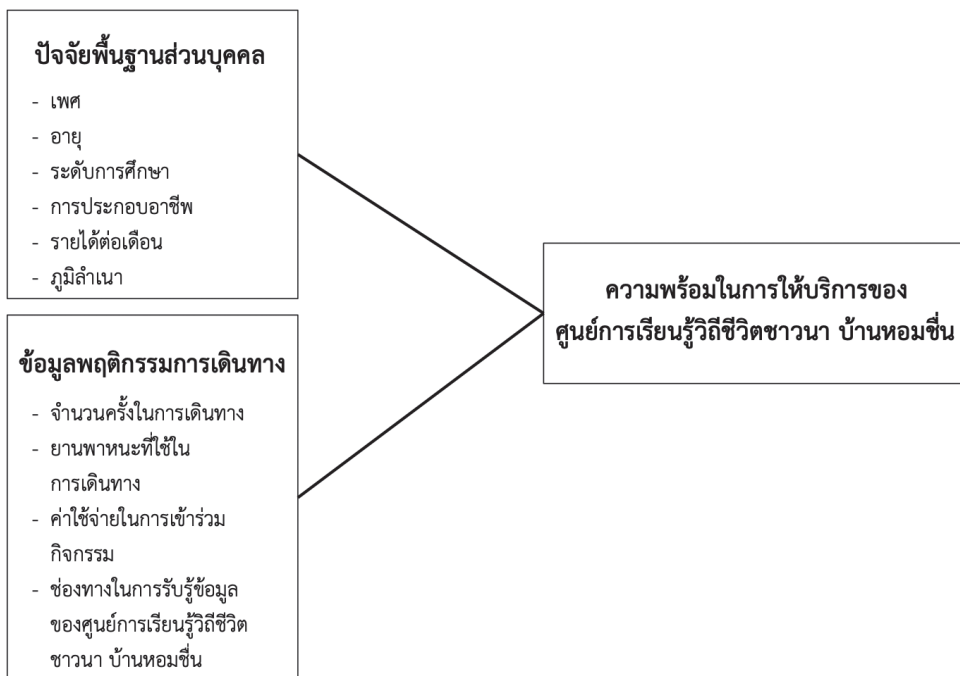 ปัจจัยพื้นฐานส่วนบุคคล
- เพศ
- อายุ
- ระดับการศึกษา
- การประกอบอาชีพ
- รายได้ต่อเดือน
- ภูมิลำเนา
ข้อมูลพฤติกรรมการเดินทาง
- จำนวนครั้งในการเดินทาง
- ยานพาหนะที่ใช้ใน
การเดินทาง
- ค่าใช้จ่ายในการเข้าร่วม
กิจกรรม
- ช่องทางในการรับรู้ข้อมูล
ของศูนย์การเรียนรู้วิถีชีวิต
ชาวนา บ้านหอมชื่น
ความพร้อมในการให้บริการของ
ศูนย์การเรียนรู้วิถีชีวิตชาวนา บ้านหอมชื่น